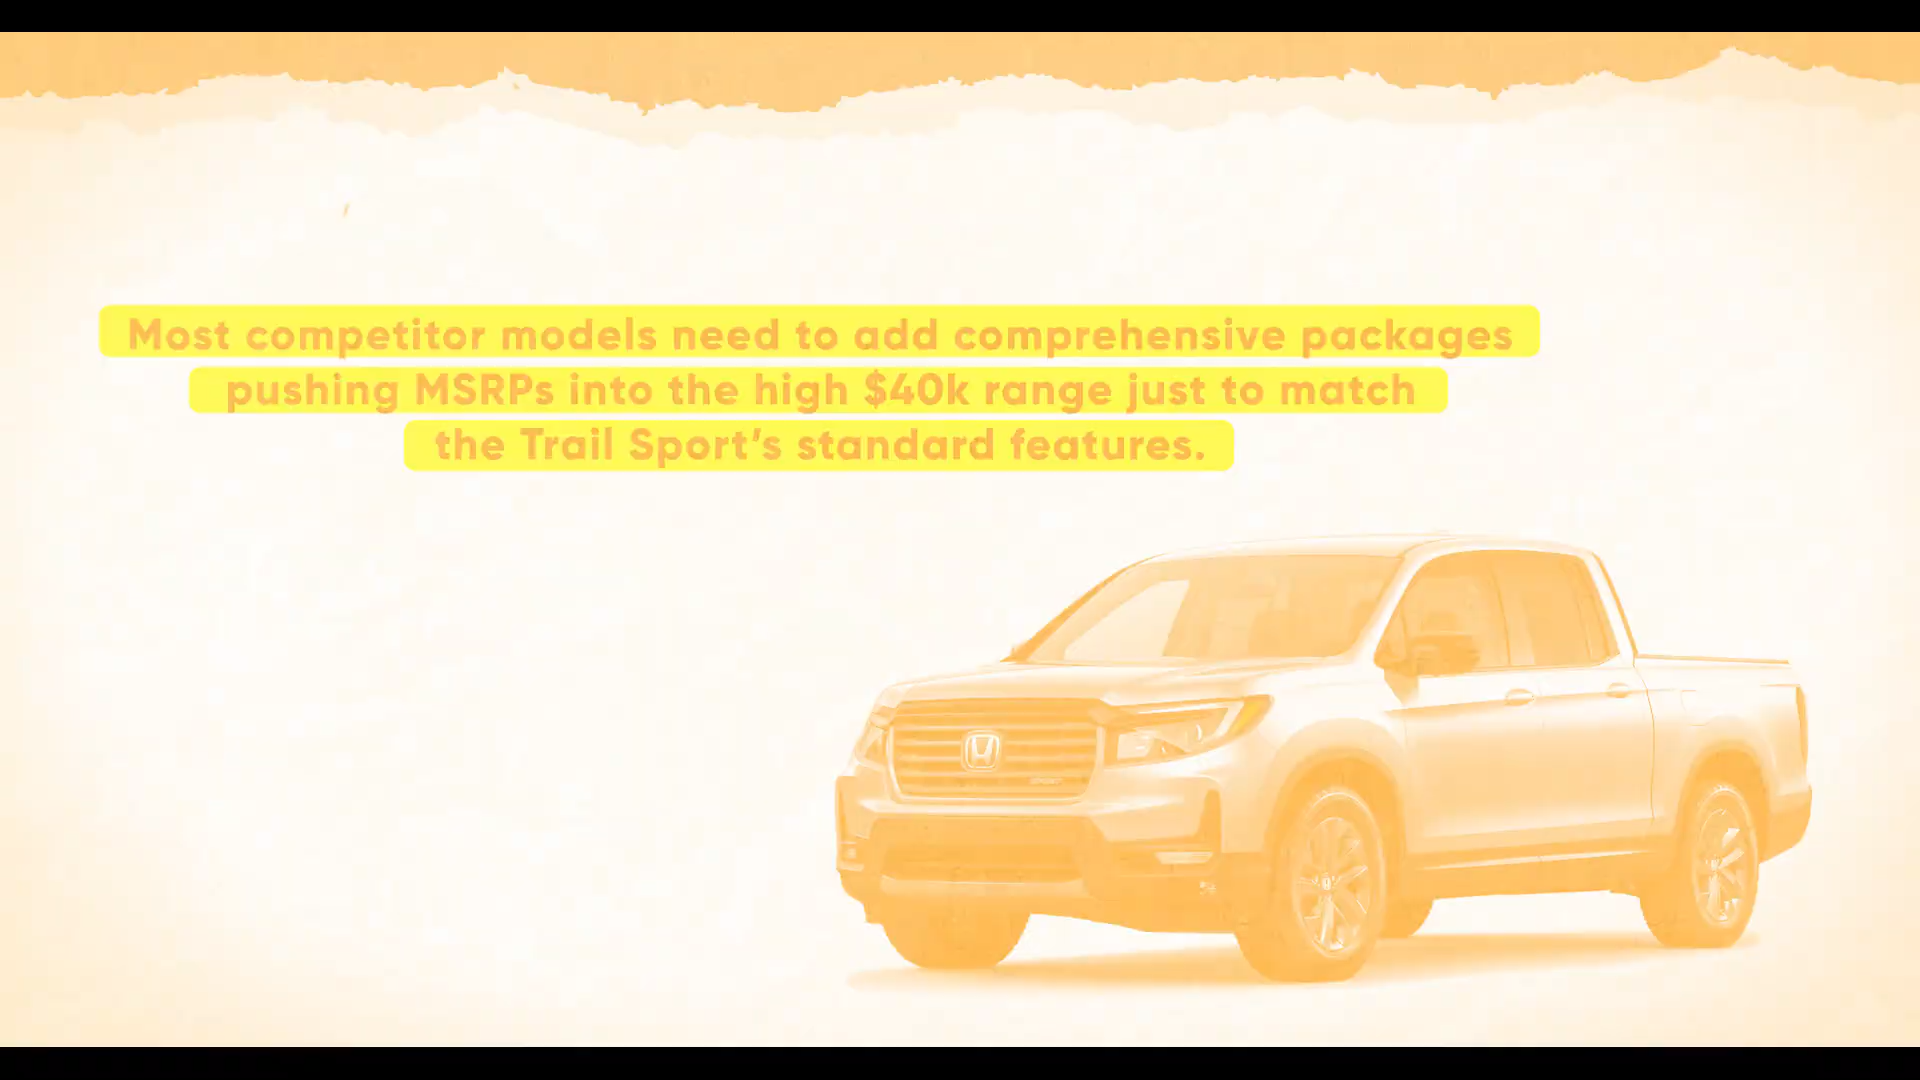 Most competitor models need to add comprehensive packages
pushing MSRPs into the high $40k range just to match
the Trail Sport’s standard features.
SPORT